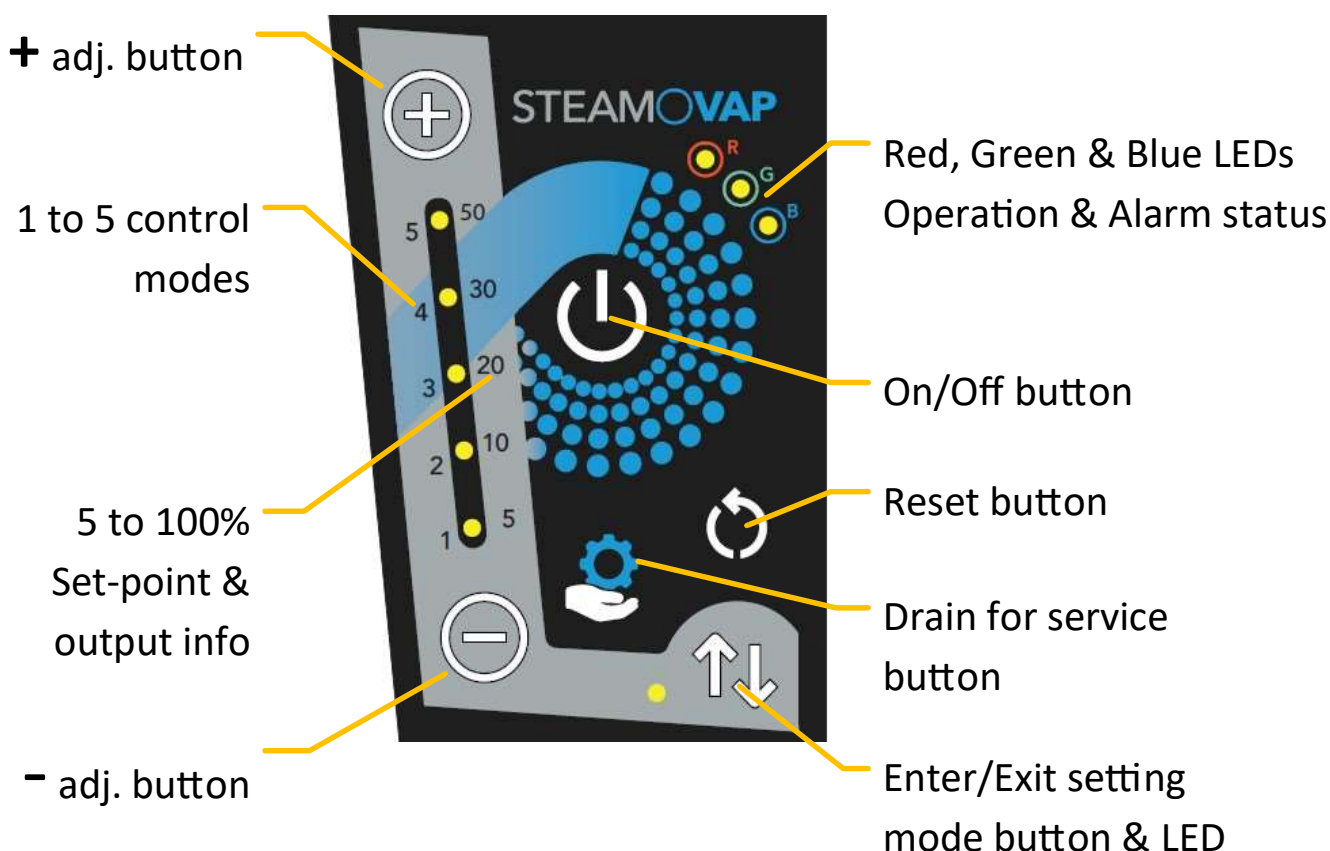 + adj. button
1 to 5 control
modes
5 to 100%
Set-point &
output info
- adj. button
STEAMOVAP
R
G
B
5 50
4 30
3 20
2 10
1 5
Red, Green & Blue LEDs
Operation & Alarm status
On/Off button
Reset button
Drain for service
button
Enter/Exit setting
mode button & LED